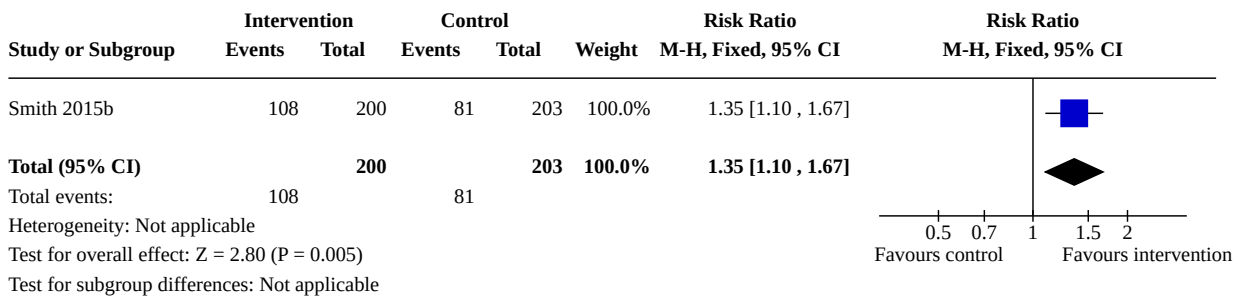 Intervention Control Risk Ratio Risk Ratio
Study or Subgroup Events Total Events Total Weight M-H, Fixed, 95% CI M-H, Fixed, 95% CI
Smith 2015b 108 200 81 203 100.0% 1.35 [1.10 , 1.67]
Total (95% CI) 200 203 100.0% 1.35 [1.10 , 1.67]
Total events: 108 81
Heterogeneity: Not applicable
Test for overall effect: Z = 2.80 (P = 0.005)
Test for subgroup differences: Not applicable
0.5 0.7 1 1.5 2
Favours control Favours intervention